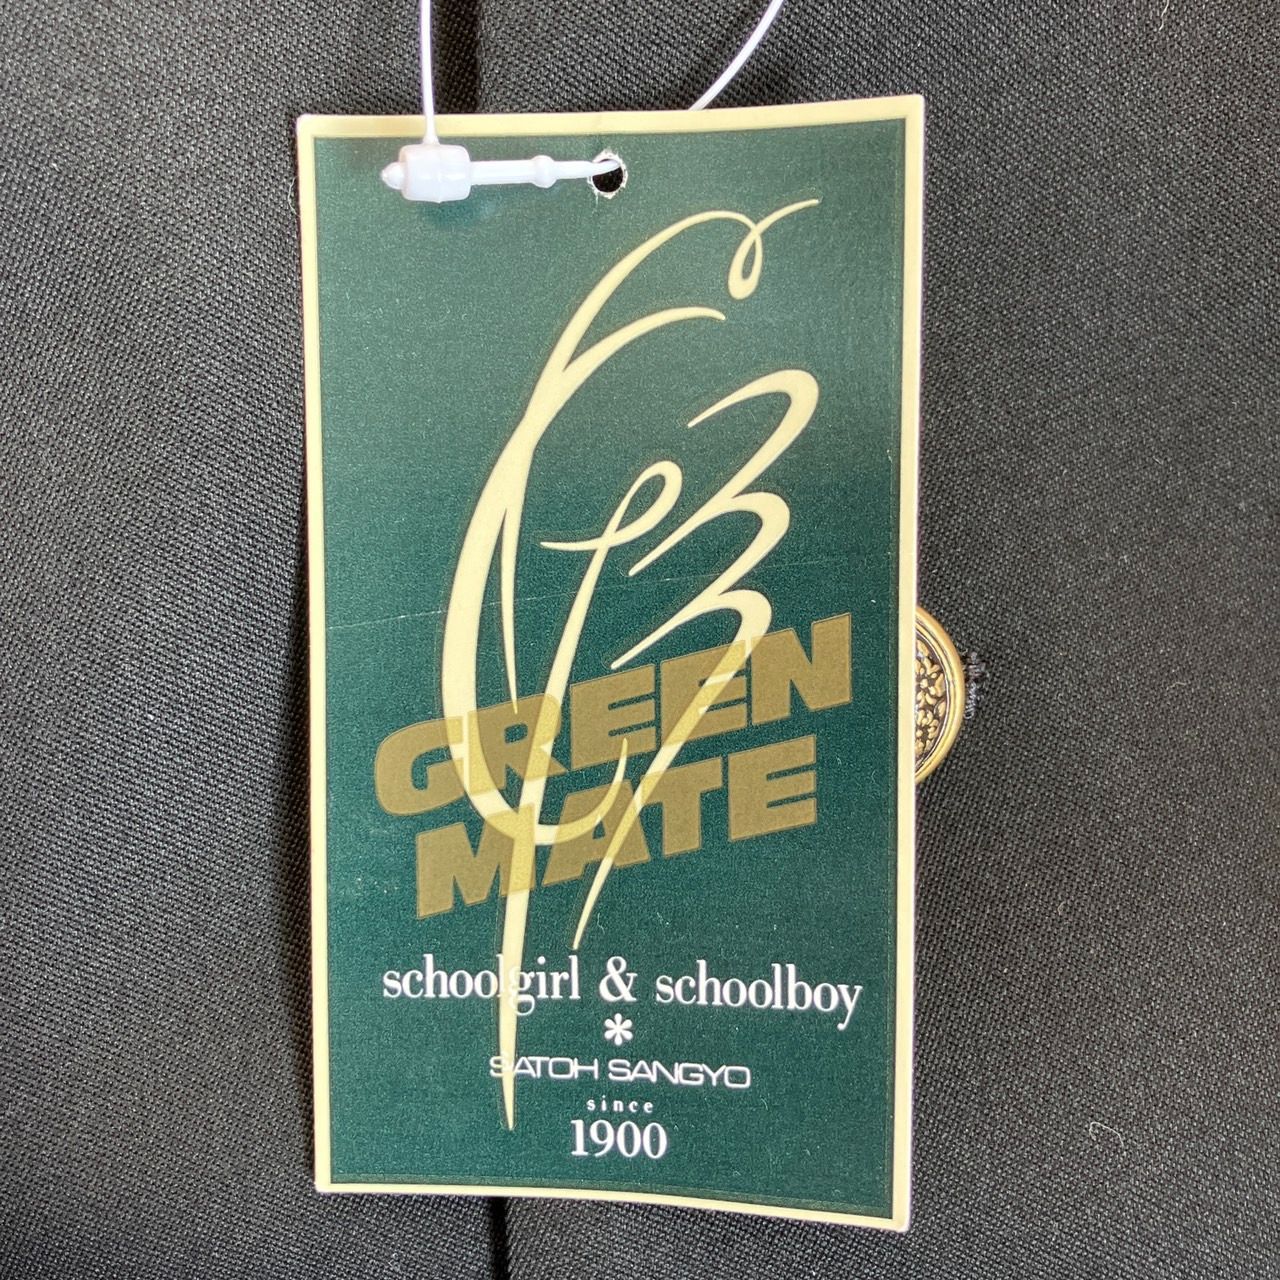 GREEN
MATE
schoolgirl & schoolboy
*
SATOH SANGYO
since
1900